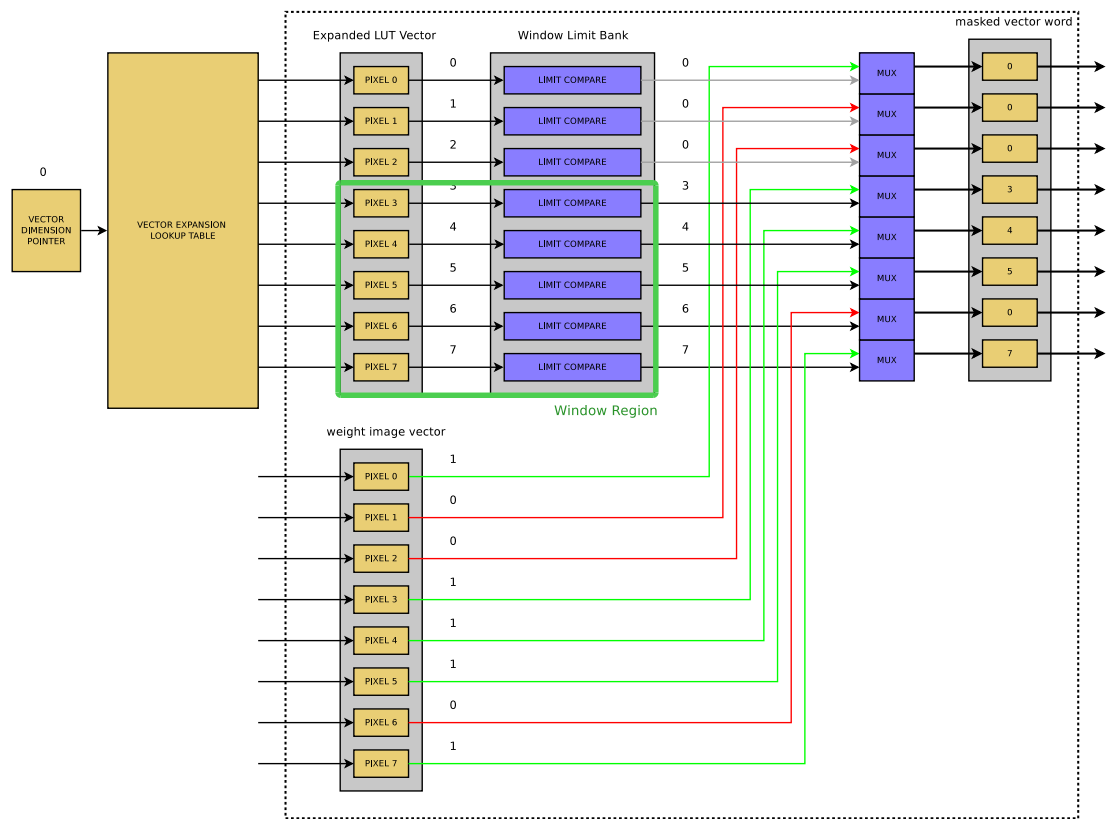 masked vector word
Expanded LUT Vector
Window Limit Bank
PIXEL 0
0
LIMIT COMPARE
0
MUX
0
PIXEL 1
1
LIMIT COMPARE
0
MUX
0
PIXEL 2
2
LIMIT COMPARE
0
MUX
0
0
VECTOR
DIMENSION
POINTER
VECTOR EXPANSION
LOOKUP TABLE
PIXEL 3
3
LIMIT COMPARE
3
MUX
3
PIXEL 4
4
LIMIT COMPARE
4
MUX
4
PIXEL 5
5
LIMIT COMPARE
5
MUX
5
PIXEL 6
6
LIMIT COMPARE
6
MUX
0
PIXEL 7
7
LIMIT COMPARE
7
MUX
7
Window Region
weight image vector
PIXEL 0
1
PIXEL 1
0
PIXEL 2
0
PIXEL 3
1
PIXEL 4
1
PIXEL 5
1
PIXEL 6
0
PIXEL 7
1